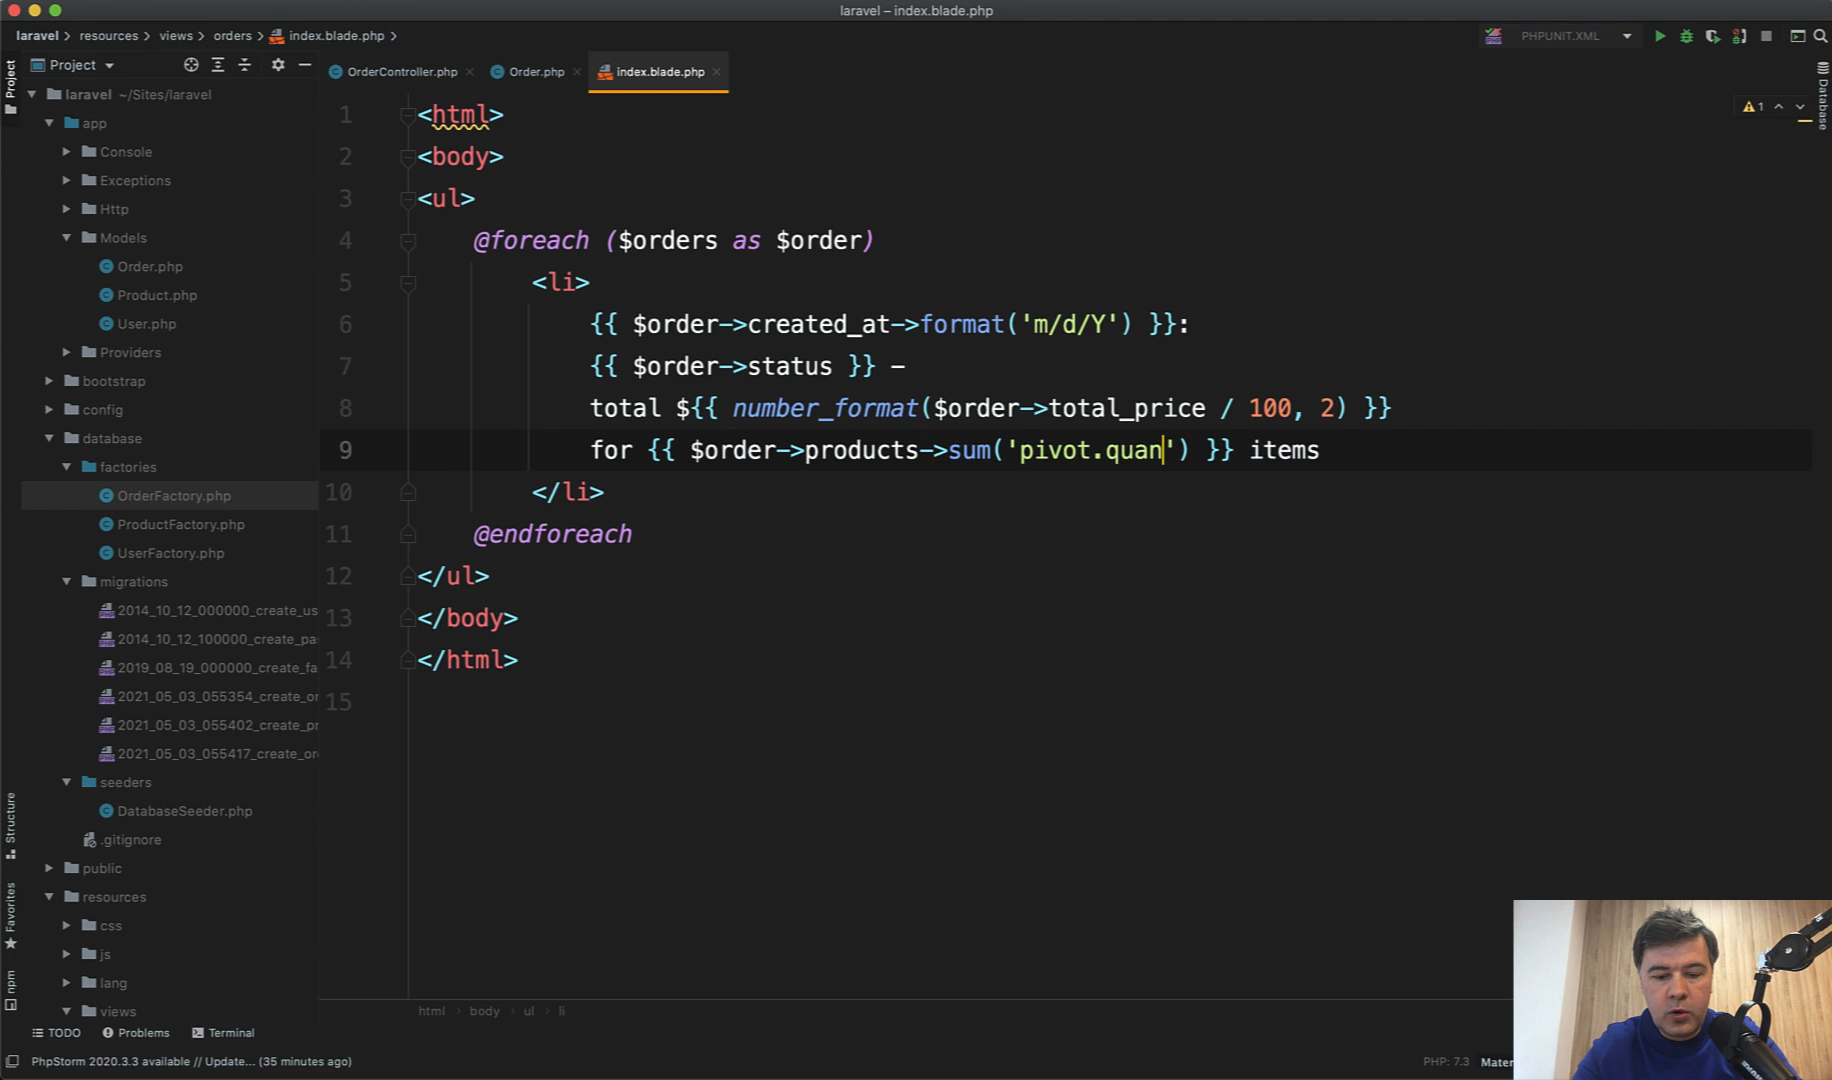 laravel – index.blade.php
laravel > resources > views > orders > index.blade.php >
PHPUNIT.XML
Project
OrderController.php
Order.php
index.blade.php
laravel ~/Sites/laravel
app
Console
Exceptions
Http
Models
Order.php
Product.php
User.php
Providers
bootstrap
config
database
factories
OrderFactory.php
ProductFactory.php
UserFactory.php
migrations
2014_10_12_000000_create_us
2014_10_12_100000_create_pa
2019_08_19_000000_create_fa
2021_05_03_055354_create_or
2021_05_03_055402_create_pr
2021_05_03_055417_create_or
seeders
DatabaseSeeder.php
.gitignore
public
resources
css
js
lang
views
Project
Structure
Favorites
npm
1 <html>
2 <body>
3 <ul>
4 @foreach ($orders as $order)
5 <li>
6 {{ $order->created_at->format('m/d/Y') }}:
7 {{ $order->status }} –
8 total ${{ number_format($order->total_price / 100, 2) }}
9 for {{ $order->products->sum('pivot.quan') }} items
10 </li>
11 @endforeach
12 </ul>
13 </body>
14 </html>
15
1
Database
html > body > ul > li
TODO
Problems
Terminal
PhpStorm 2020.3.3 available // Update... (35 minutes ago)
PHP: 7.3
Mater